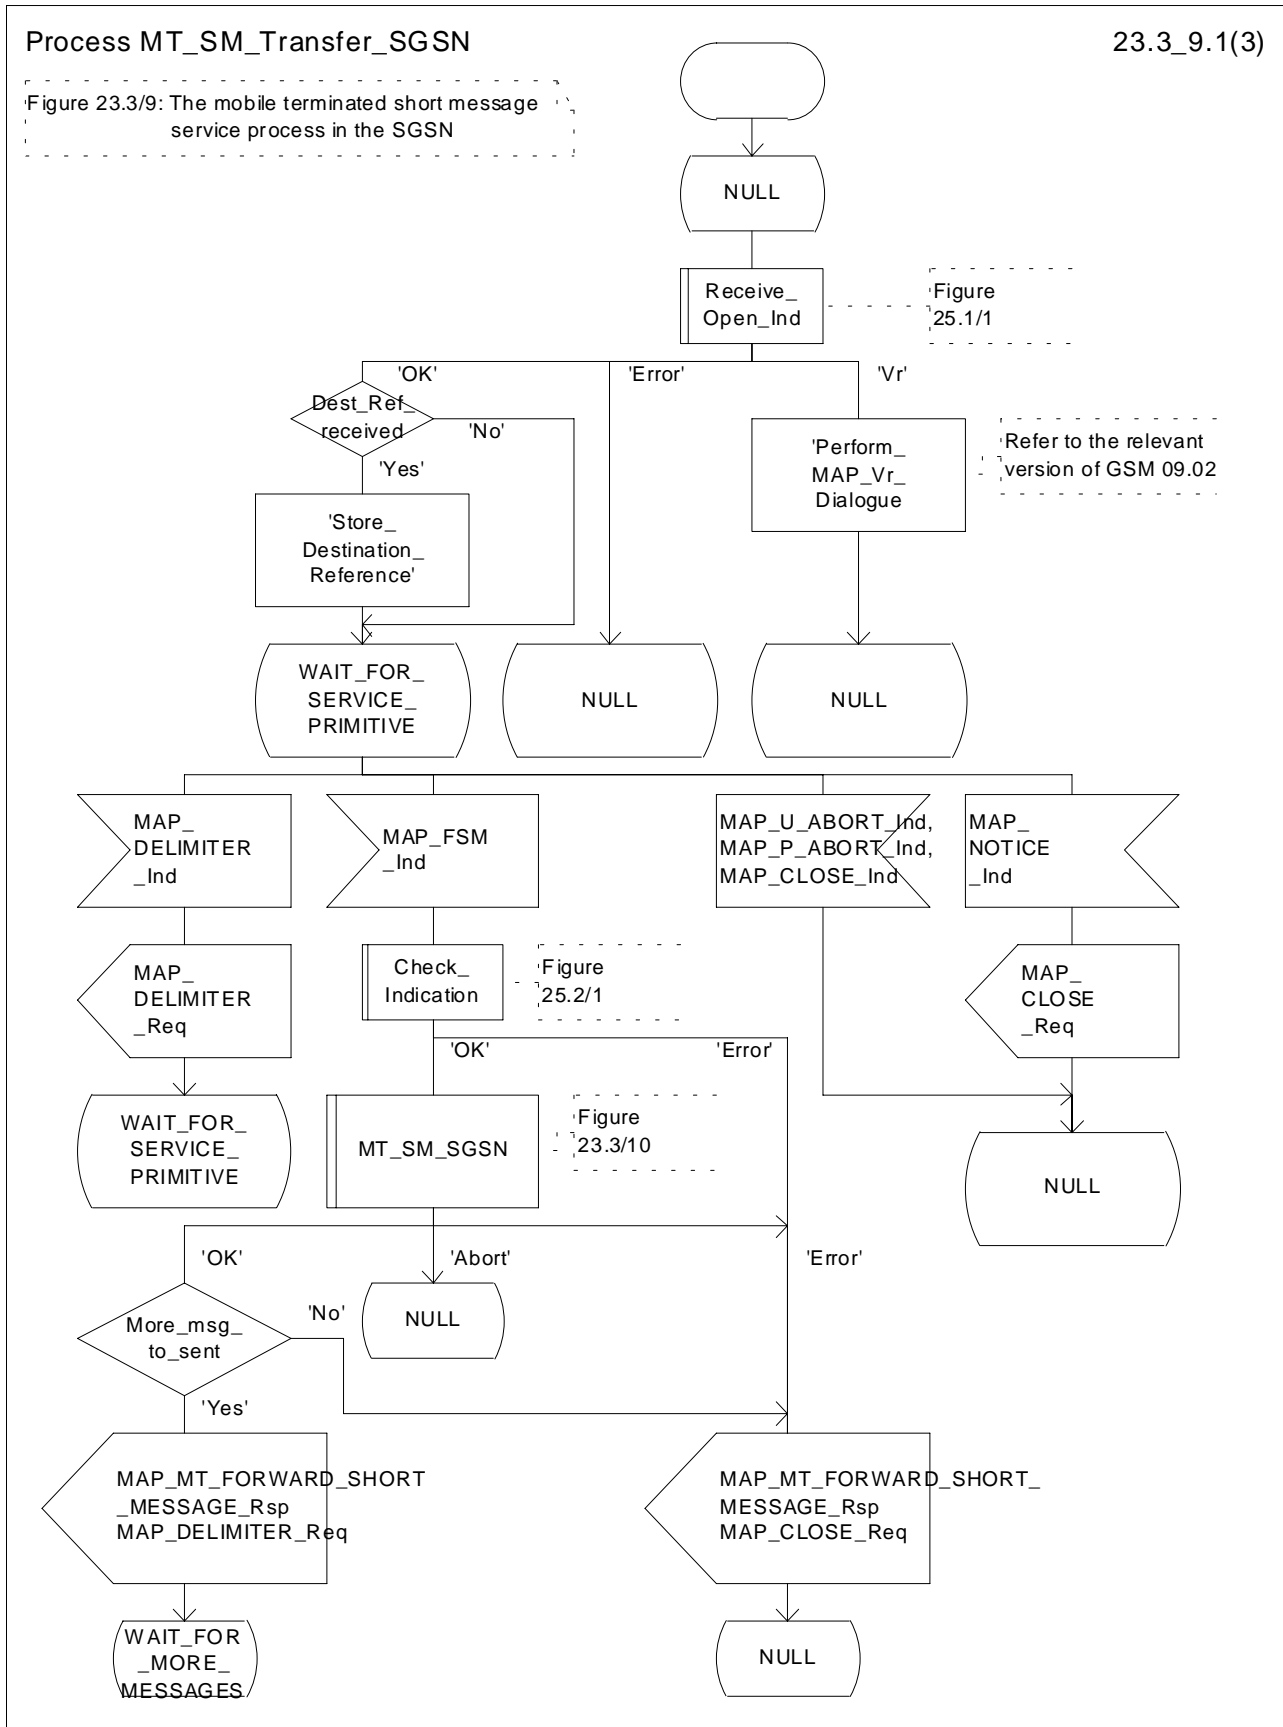 Process MT_SM_Transfer_SGSN
23.3_9.1(3)
Figure 23.3/9: The mobile terminated short message
service process in the SGSN
NULL
Receive_
Open_Ind
Figure
25.1/1
'OK'
'Error'
'Vr'
Dest_Ref_
received
'No'
'Yes'
'Perform_
MAP_Vr_
Dialogue
Refer to the relevant
version of GSM 09.02
'Store_
Destination_
Reference'
WAIT_FOR_
SERVICE_
PRIMITIVE
NULL
NULL
MAP_
DELIMITER
_Ind
MAP_FSM
_Ind
MAP_U_ABORT_Ind,
MAP_P_ABORT_Ind,
MAP_CLOSE_Ind
MAP_
NOTICE
_Ind
MAP_
DELIMITER
_Req
Check_
Indication
Figure
25.2/1
MAP_
CLOSE
_Req
'OK'
'Error'
WAIT_FOR_
SERVICE_
PRIMITIVE
MT_SM_SGSN
Figure
23.3/10
NULL
'OK'
'Abort'
'Error'
More_msg_
to_sent
'No'
NULL
'Yes'
MAP_MT_FORWARD_SHORT
_MESSAGE_Rsp
MAP_DELIMITER_Req
MAP_MT_FORWARD_SHORT_
MESSAGE_Rsp
MAP_CLOSE_Req
WAIT_FOR
_MORE_
MESSAGES
NULL